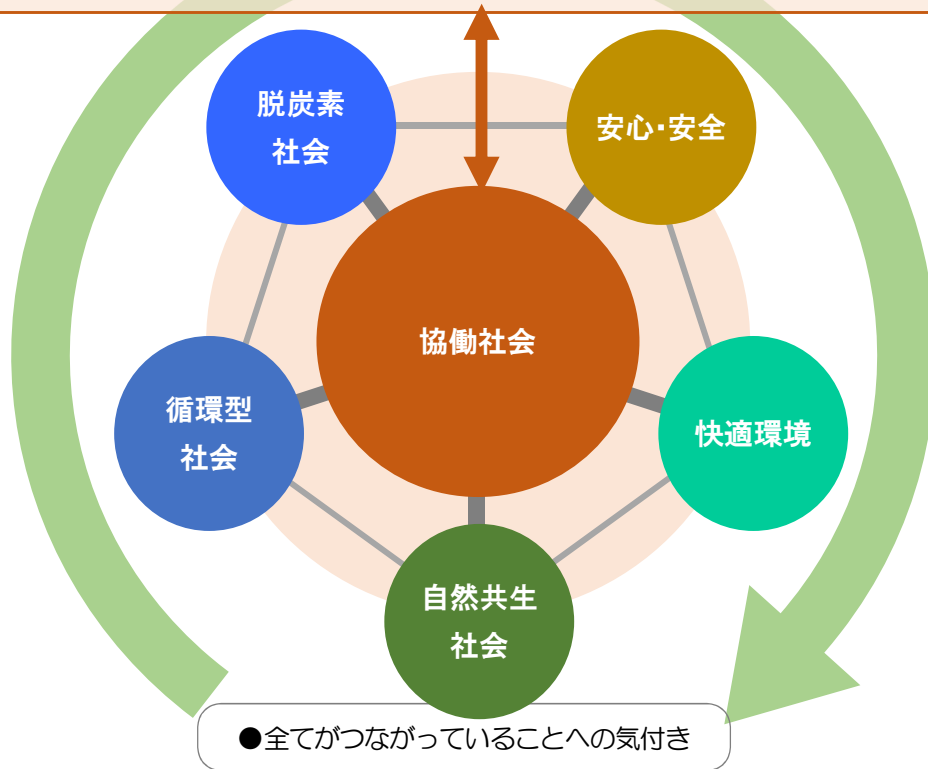 脱炭素
社会
安心・安全
協働社会
循環型
社会
快適環境
自然共生
社会
●全てがつながっていることへの気付き